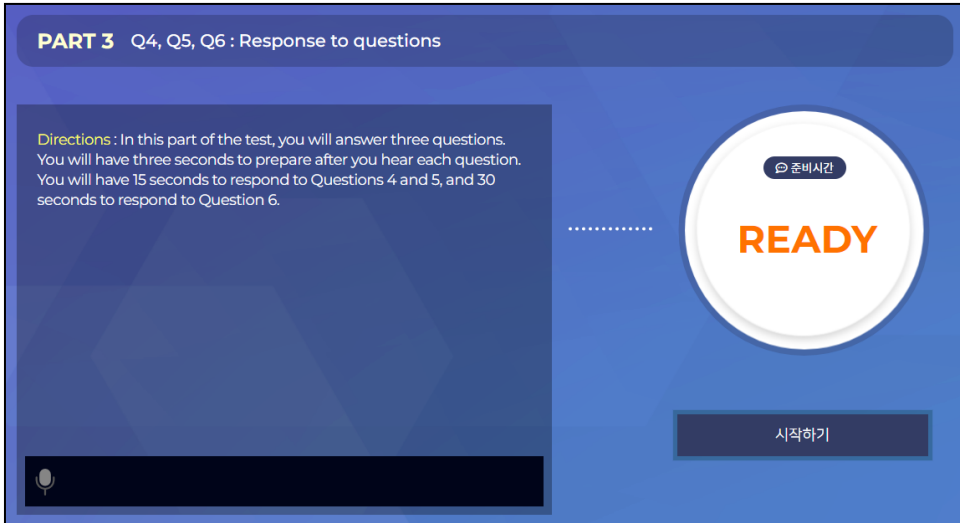 PART 3 Q4, Q5, Q6 : Response to questions
Directions : In this part of the test, you will answer three questions.
You will have three seconds to prepare after you hear each question.
You will have 15 seconds to respond to Questions 4 and 5, and 30
seconds to respond to Question 6.
준비시간
READY
시작하기